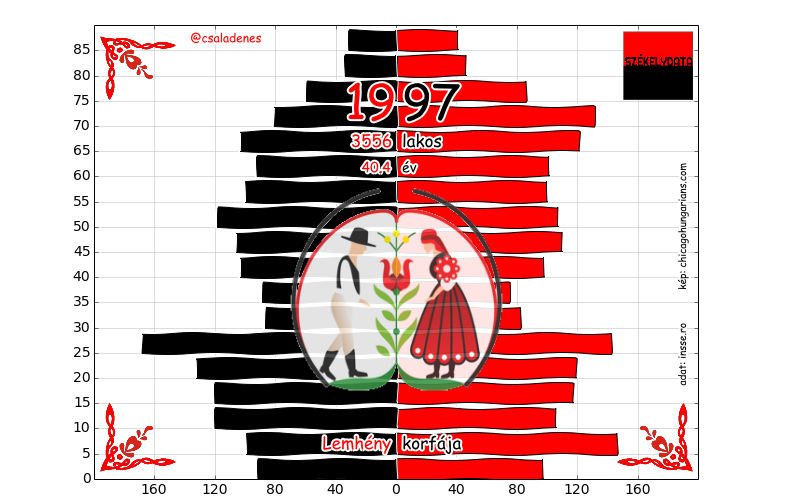 @csaladenes
SZÉKELYDATA
1997
3556 lakos
40.4 év
Lemhény korfája
kép: chicagohungarians.com
adat: insse.ro
85
80
75
70
65
60
55
50
45
40
35
30
25
20
15
10
5
0
160 120 80 40 0 40 80 120 160